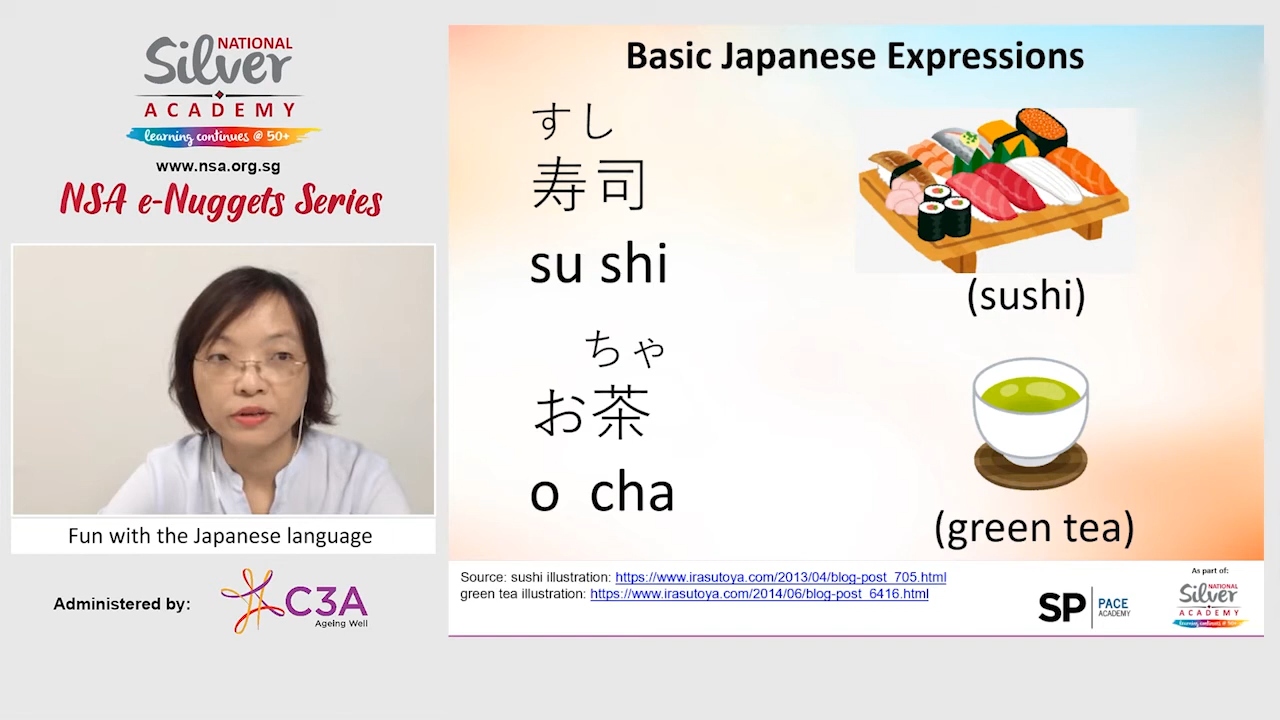 NATIONAL
Silver
ACADEMY
learning continues @ 50+
www.nsa.org.sg
NSA e-Nuggets Series
Fun with the Japanese language
Administered by:
C3A
Ageing Well
Basic Japanese Expressions
すし
寿司
su shi
(sushi)
ちゃ
お茶
o cha
(green tea)
Source: sushi illustration: https://www.irasutoya.com/2013/04/blog-post_705.html
green tea illustration: https://www.irasutoya.com/2014/06/blog-post_6416.html
SP
PACE
ACADEMY
As part of:
NATIONAL
Silver
ACADEMY
learning continues @ 50+